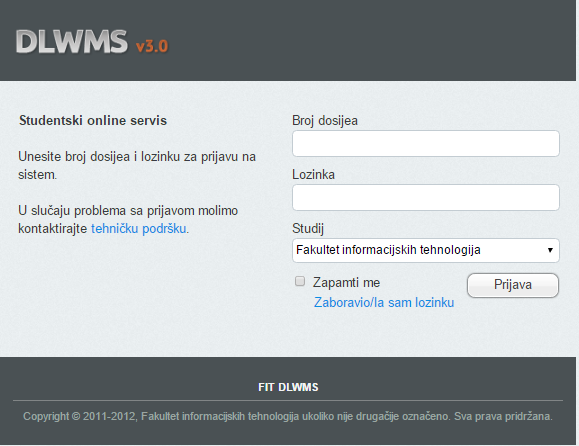 DLWMS v3.0
Studentski online servis
Unesite broj dosijea i lozinku za prijavu na
sistem.
U slučaju problema sa prijavom molimo
kontaktirajte tehničku podršku.
Broj dosijea
Lozinka
Studij
Fakultet informacijskih tehnologija
Zapamti me
Prijava
Zaboravio/la sam lozinku
FIT DLWMS
Copyright © 2011-2012, Fakultet informacijskih tehnologija ukoliko nije drugačije označeno. Sva prava pridržana.